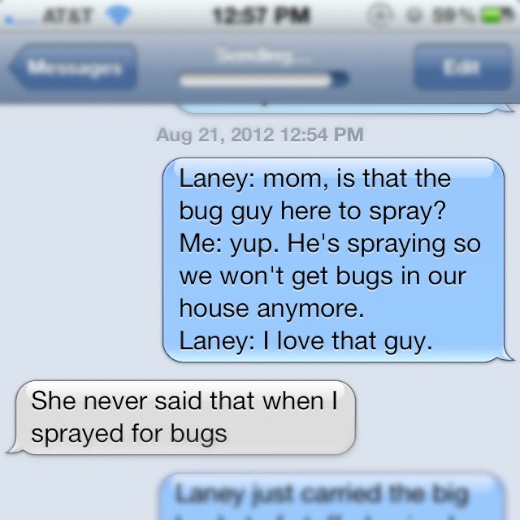 AT&T 12:57 PM 59%
Messages Sending... Edit
Aug 21, 2012 12:54 PM
Laney: mom, is that the
bug guy here to spray?
Me: yup. He's spraying so
we won't get bugs in our
house anymore.
Laney: I love that guy.
She never said that when I
sprayed for bugs
Laney just carried the big